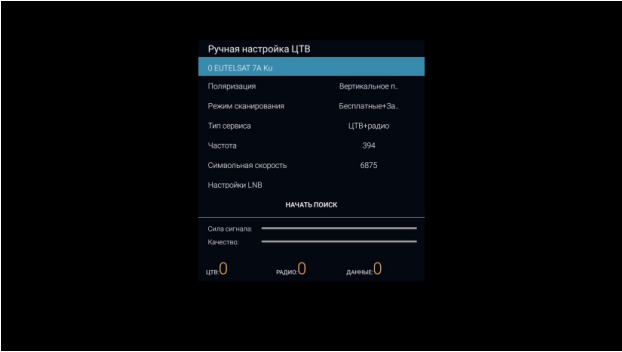 Ручная настройка ЦТВ
0 EUTELSAT 7A Ku
Поляризация Вертикальное п..
Режим сканирования Бесплатные+За..
Тип сервиса ЦТВ+радио
Частота 394
Символьная скорость 6875
Настройки LNB
НАЧАТЬ ПОИСК
Сила сигнала:
Качество:
ЦТВ:0 РАДИО:0 ДАННЫЕ:0